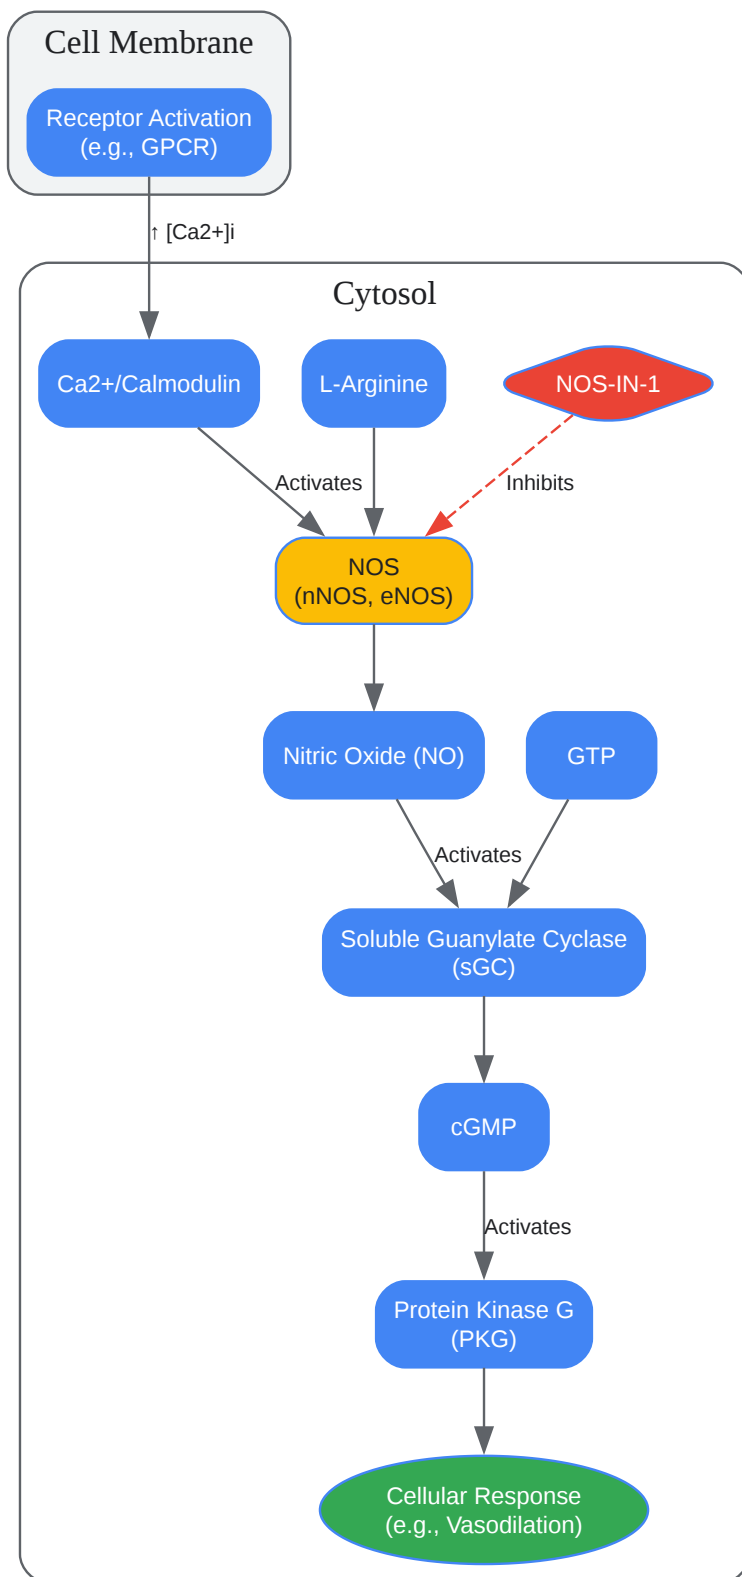 Cell Membrane
Receptor Activation
(e.g., GPCR)
↑ [Ca2+]i
Cytosol
Ca2+/Calmodulin
L-Arginine
NOS-IN-1
Activates
Inhibits
NOS
(nNOS, eNOS)
Nitric Oxide (NO)
GTP
Activates
Soluble Guanylate Cyclase
(sGC)
cGMP
Activates
Protein Kinase G
(PKG)
Cellular Response
(e.g., Vasodilation)